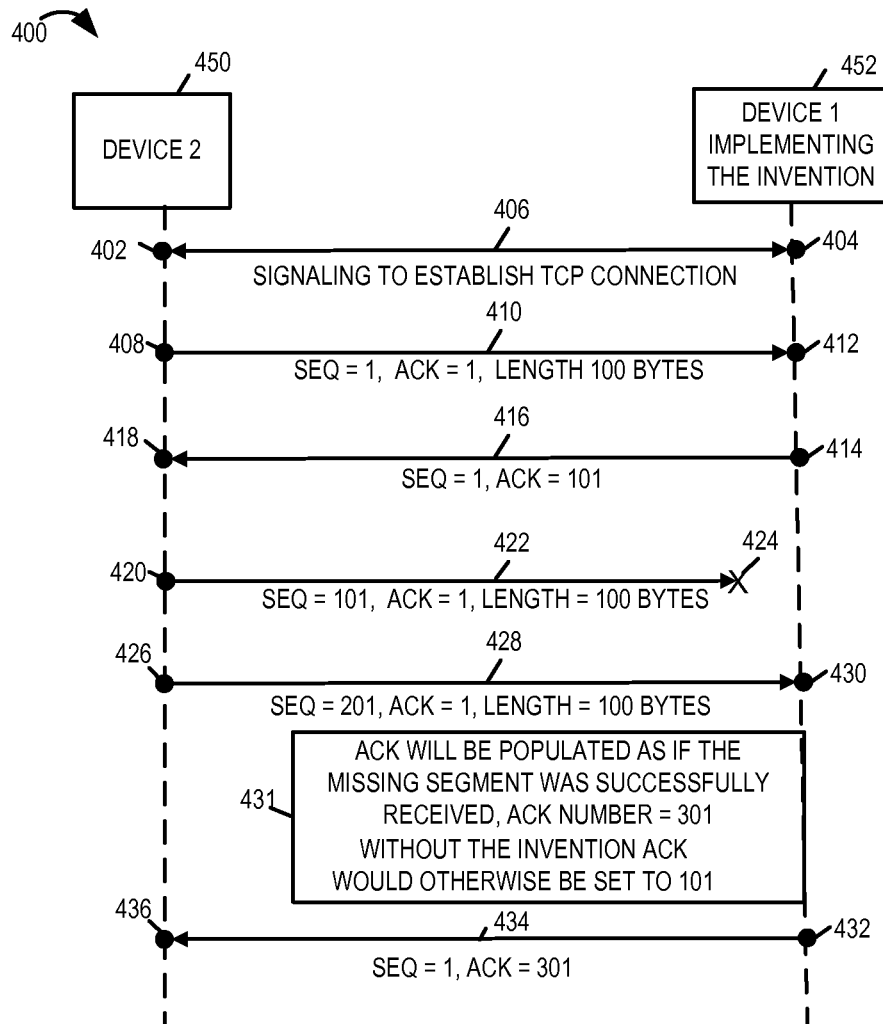 400
450
452
DEVICE 2
DEVICE 1
IMPLEMENTING
THE INVENTION
406
402
404
SIGNALING TO ESTABLISH TCP CONNECTION
410
408
412
SEQ = 1, ACK = 1, LENGTH 100 BYTES
416
418
414
SEQ = 1, ACK = 101
422
424
420
SEQ = 101, ACK = 1, LENGTH = 100 BYTES
428
426
430
SEQ = 201, ACK = 1, LENGTH = 100 BYTES
431
ACK WILL BE POPULATED AS IF THE
MISSING SEGMENT WAS SUCCESSFULLY
RECEIVED, ACK NUMBER = 301
WITHOUT THE INVENTION ACK
WOULD OTHERWISE BE SET TO 101
436
434
432
SEQ = 1, ACK = 301